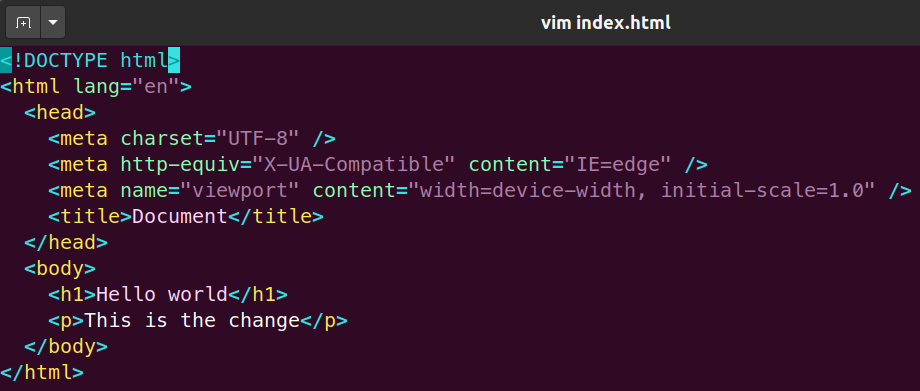 vim index.html
<!DOCTYPE html>
<html lang="en">
  <head>
    <meta charset="UTF-8" />
    <meta http-equiv="X-UA-Compatible" content="IE=edge" />
    <meta name="viewport" content="width=device-width, initial-scale=1.0" />
    <title>Document</title>
  </head>
  <body>
    <h1>Hello world</h1>
    <p>This is the change</p>
  </body>
</html>